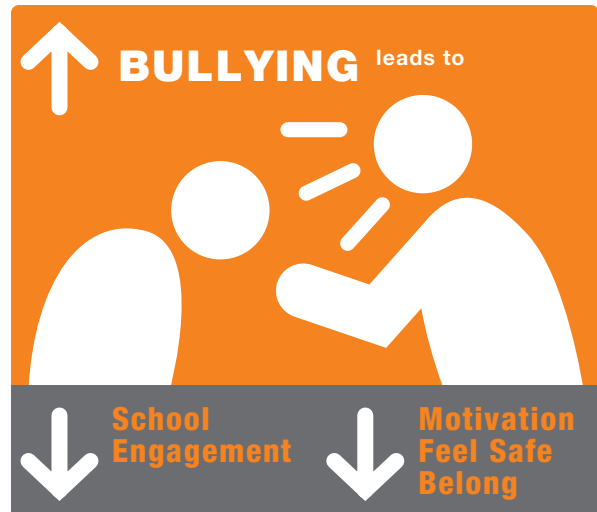 BULLYING leads to
School
Engagement
Motivation
Feel Safe
Belong